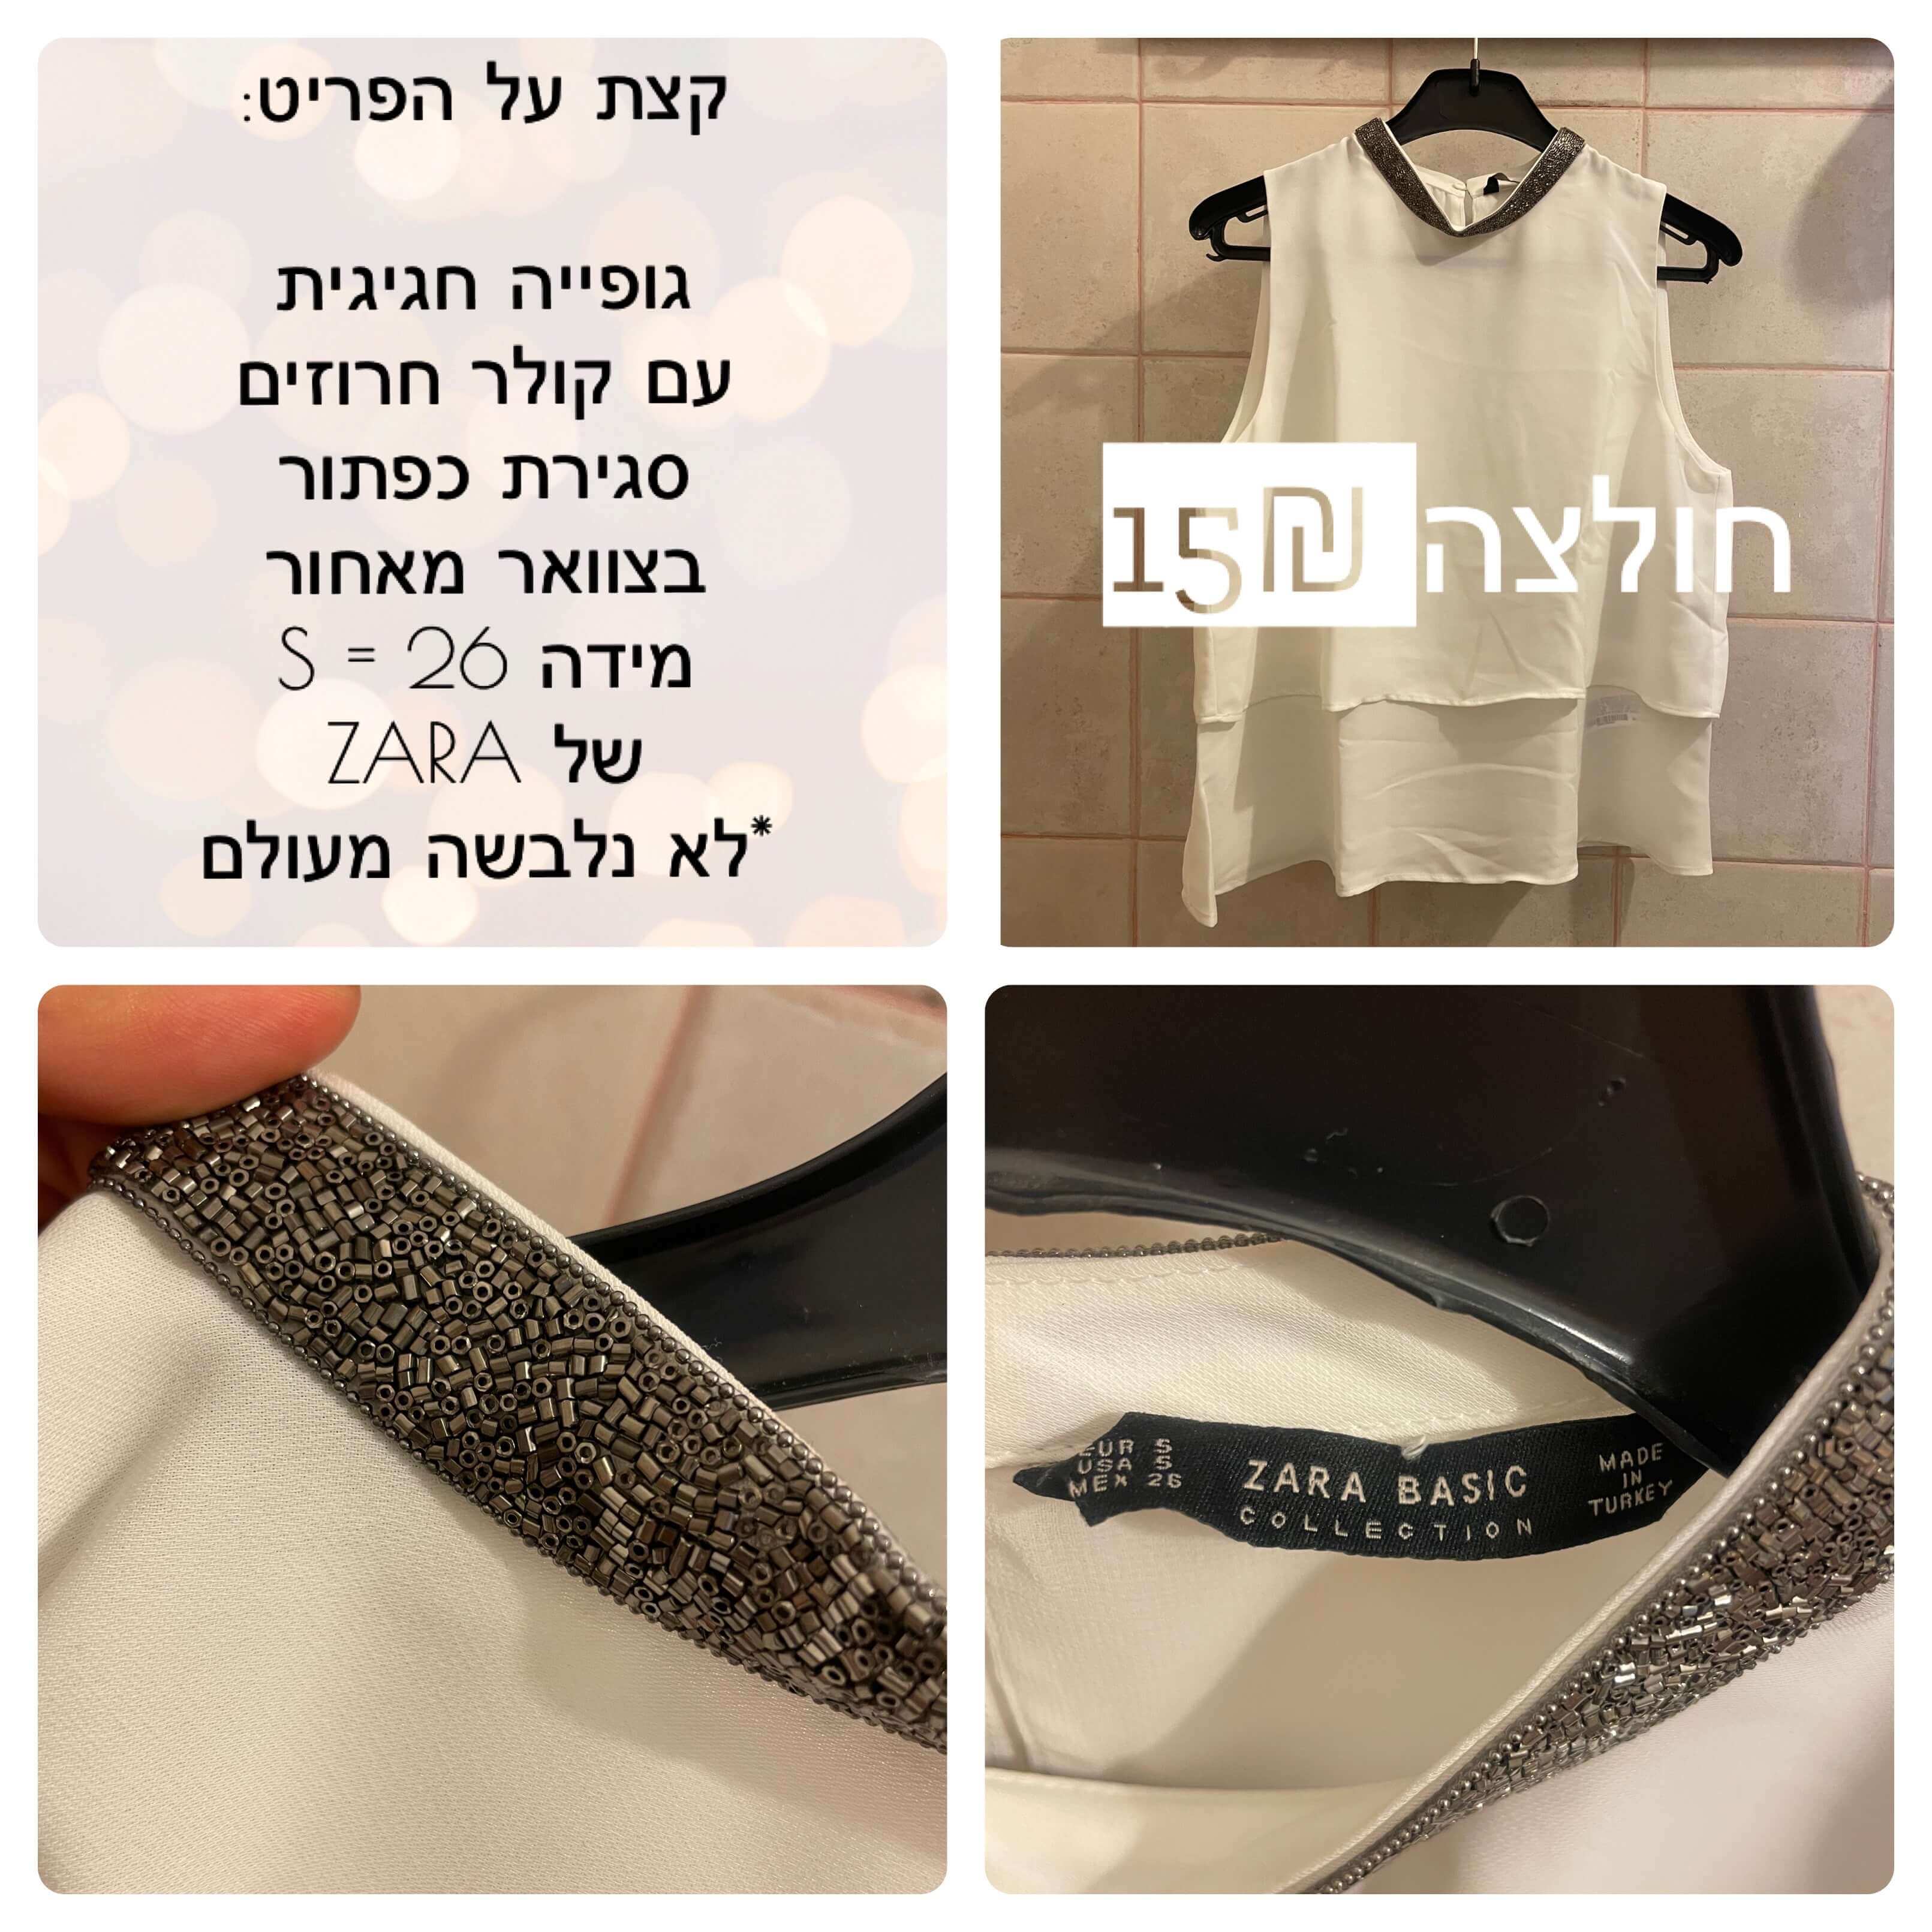 קצת על הפריט:
גופייה חגיגית
עם קולר חרוזים
סגירת כפתור
בצוואר מאחור
מידה S = 26
של ZARA
*לא נלבשה מעולם
חולצה 15₪
EUR S
USA S
MEX 26
ZARA BASIC
COLLECTION
MADE
IN
TURKEY